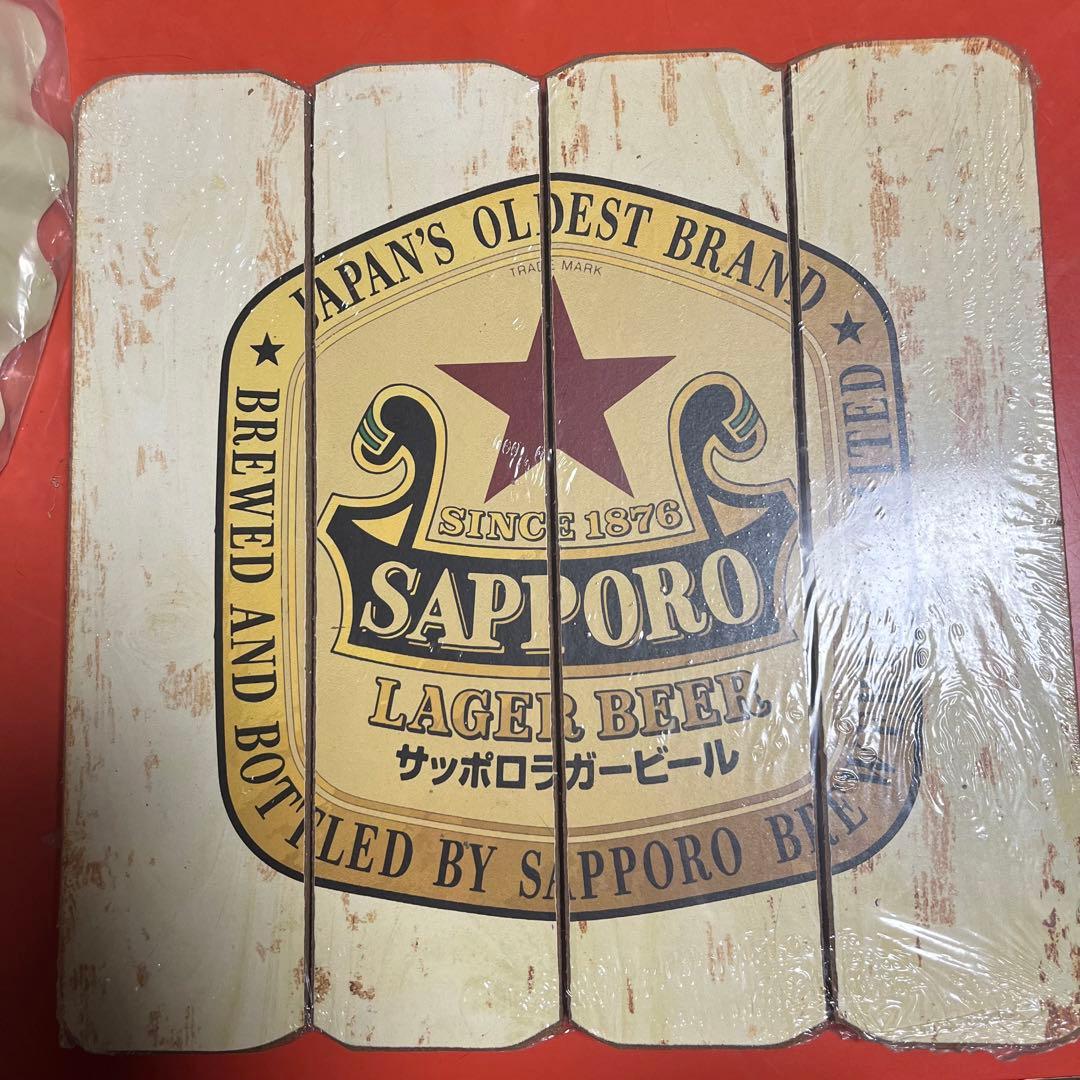 JAPAN'S OLDEST BRAND
TRADE MARK
SINCE 1876
SAPPORO
LAGER BEER
サッポロラガービール
BREWED AND BOTTLED BY SAPPORO BREW